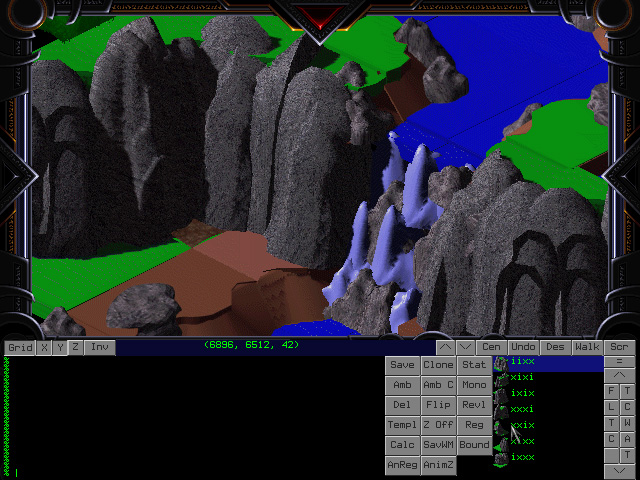 Grid X Y Z Inv (6896, 6512, 42) Cen Undo Des Walk Scr
Save Clone Stat
Amb Amb C Mono
Del Flip Revl
Templ Z Off Reg
Calc SavWM Bound
AnReg AnimZ
iixx
xixi
ixix
xxxi
xxix
xixx
ixxx
=
F T
L C
T W
C A
T